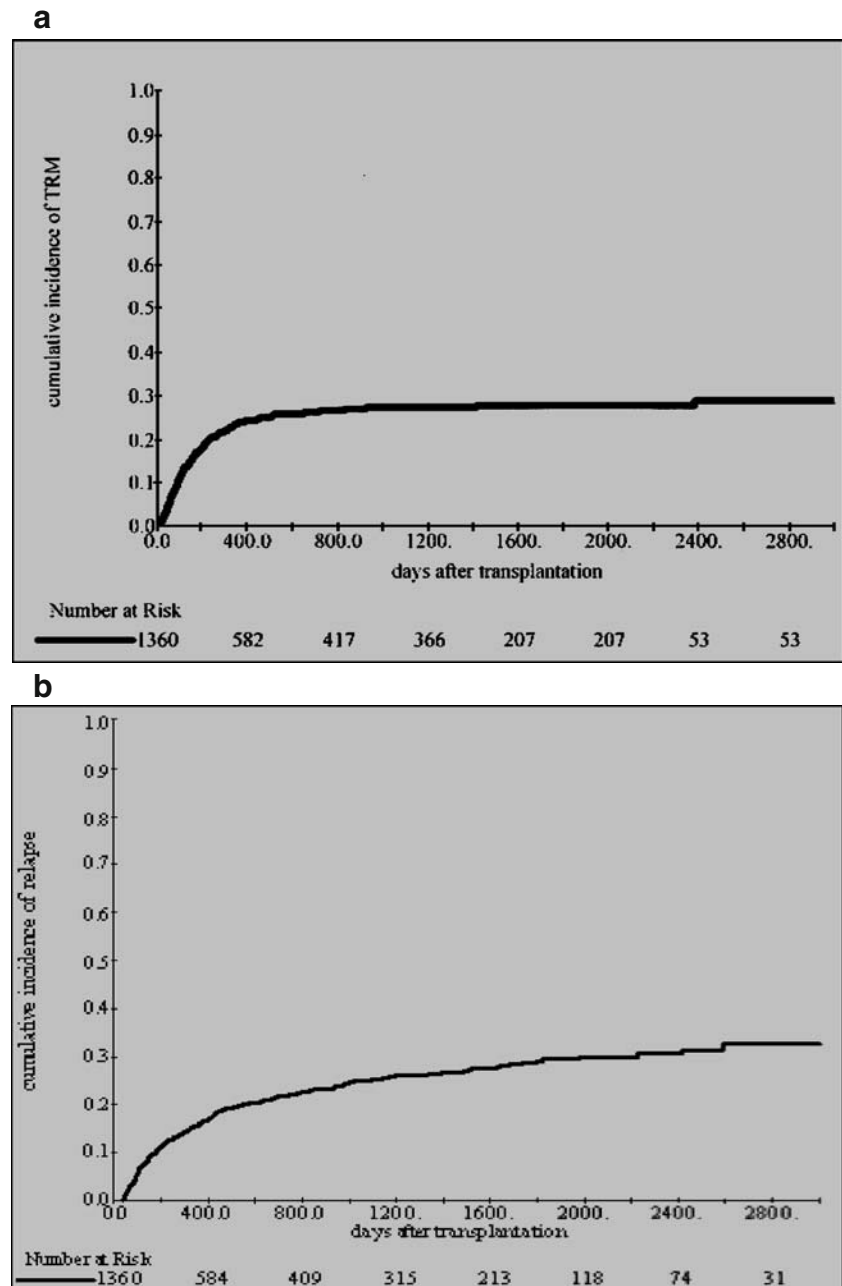 a
1.0
0.9
0.8
0.7
0.6
0.5
0.4
0.3
0.2
0.1
0.0
cumulative incidence of TRM
0.0 400.0 800.0 1200. 1600. 2000. 2400. 2800.
days after transplantation
Number at Risk
1360 582 417 366 207 207 53 53
b
1.0
0.9
0.8
0.7
0.6
0.5
0.4
0.3
0.2
0.1
0.0
cumulative incidence of relapse
0.0 400.0 800.0 1200. 1600. 2000. 2400. 2800.
days after transplantation
Number at Risk
1360 584 409 315 213 118 74 31